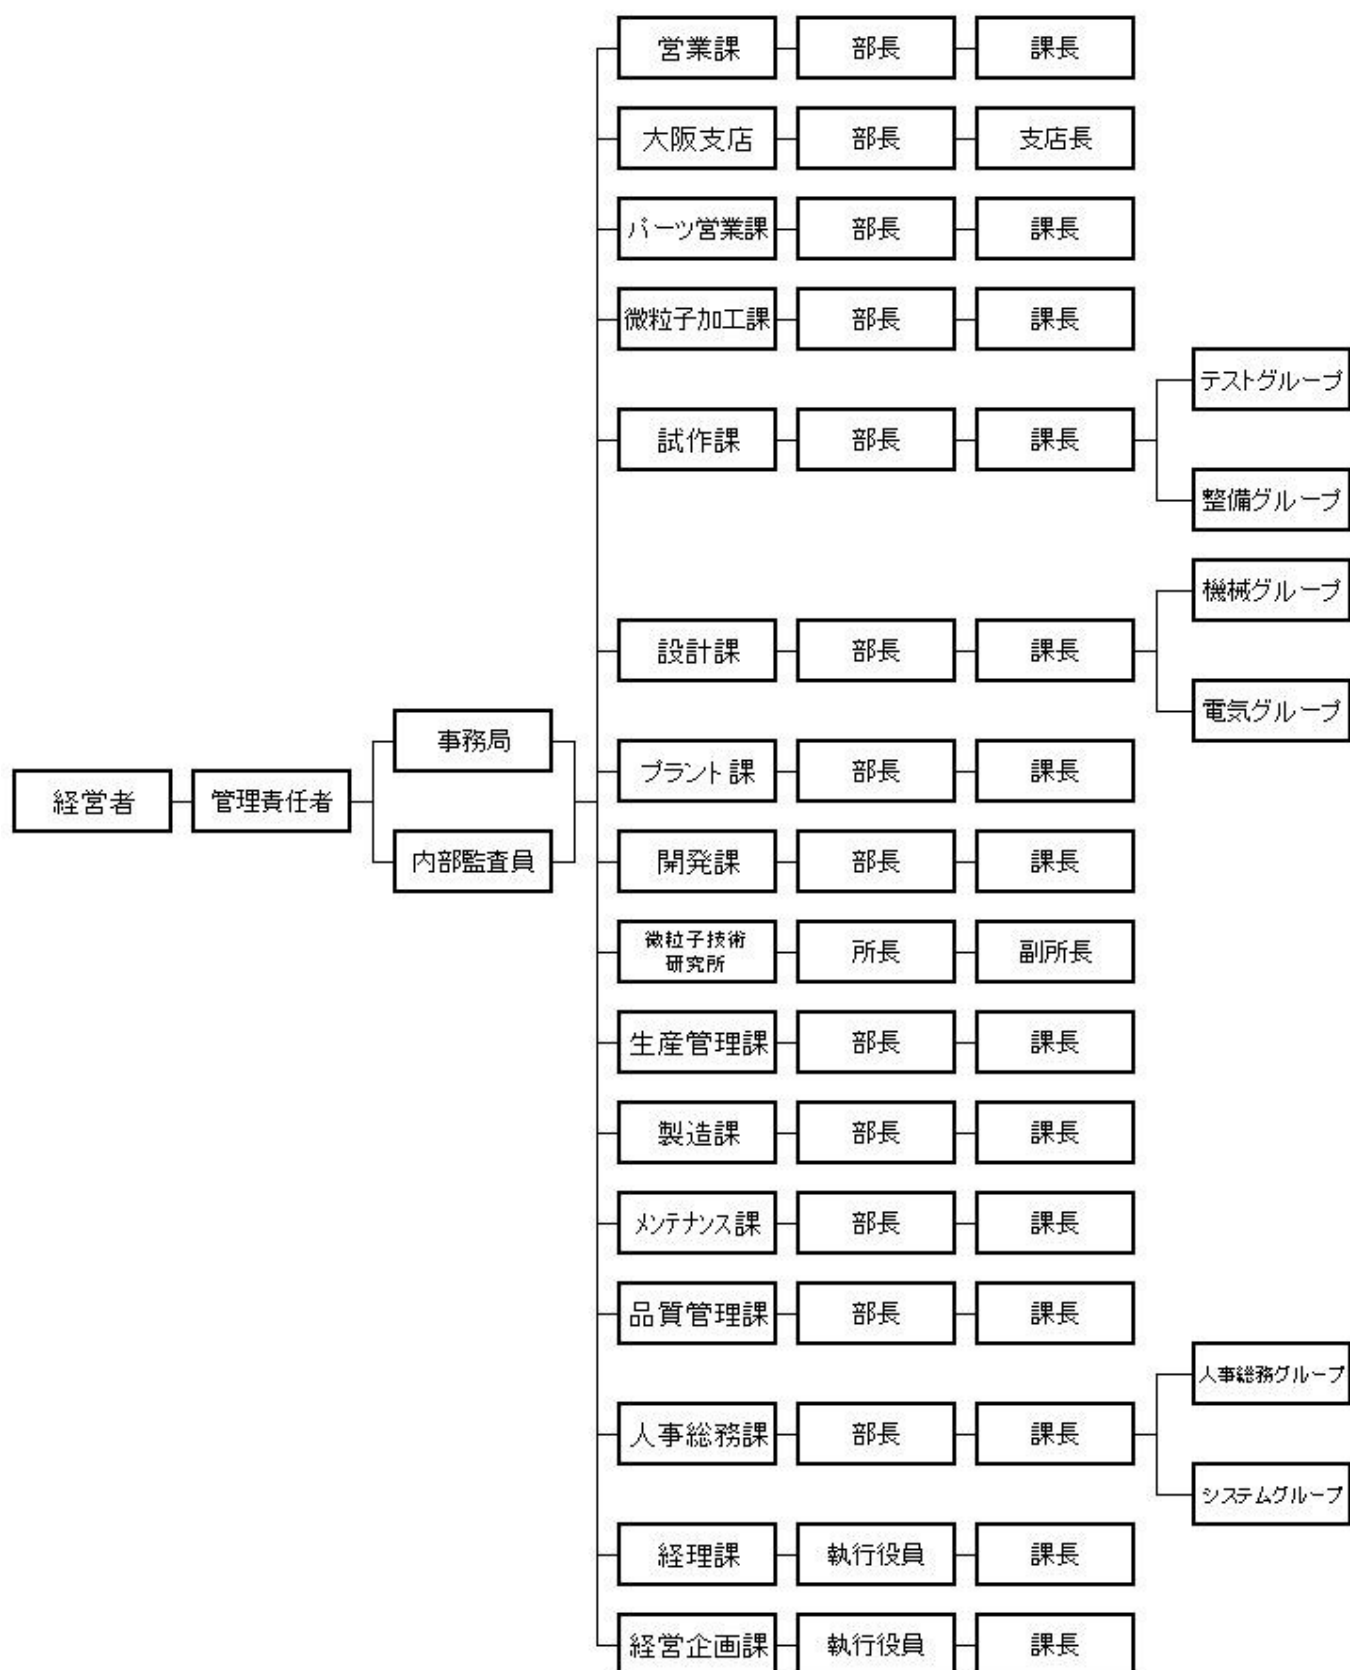 営業課 部長 課長
大阪支店 部長 支店長
パーツ営業課 部長 課長
微粒子加工課 部長 課長
テストグループ
試作課 部長 課長
整備グループ
機械グループ
設計課 部長 課長
電気グループ
事務局
プラント課 部長 課長
経営者 管理責任者
内部監査員
開発課 部長 課長
微粒子技術
研究所
所長 副所長
生産管理課 部長 課長
製造課 部長 課長
メンテナンス課 部長 課長
品質管理課 部長 課長
人事総務グループ
人事総務課 部長 課長
システムグループ
経理課 執行役員 課長
経営企画課 執行役員 課長